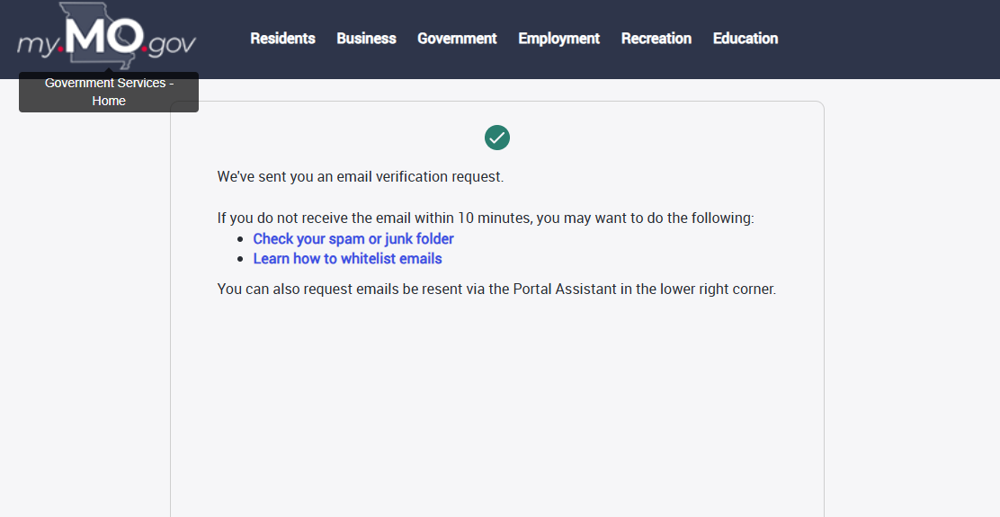 my.MO.gov
Residents Business Government Employment Recreation Education
Government Services -
Home
We've sent you an email verification request.
If you do not receive the email within 10 minutes, you may want to do the following:
Check your spam or junk folder
Learn how to whitelist emails
You can also request emails be resent via the Portal Assistant in the lower right corner.